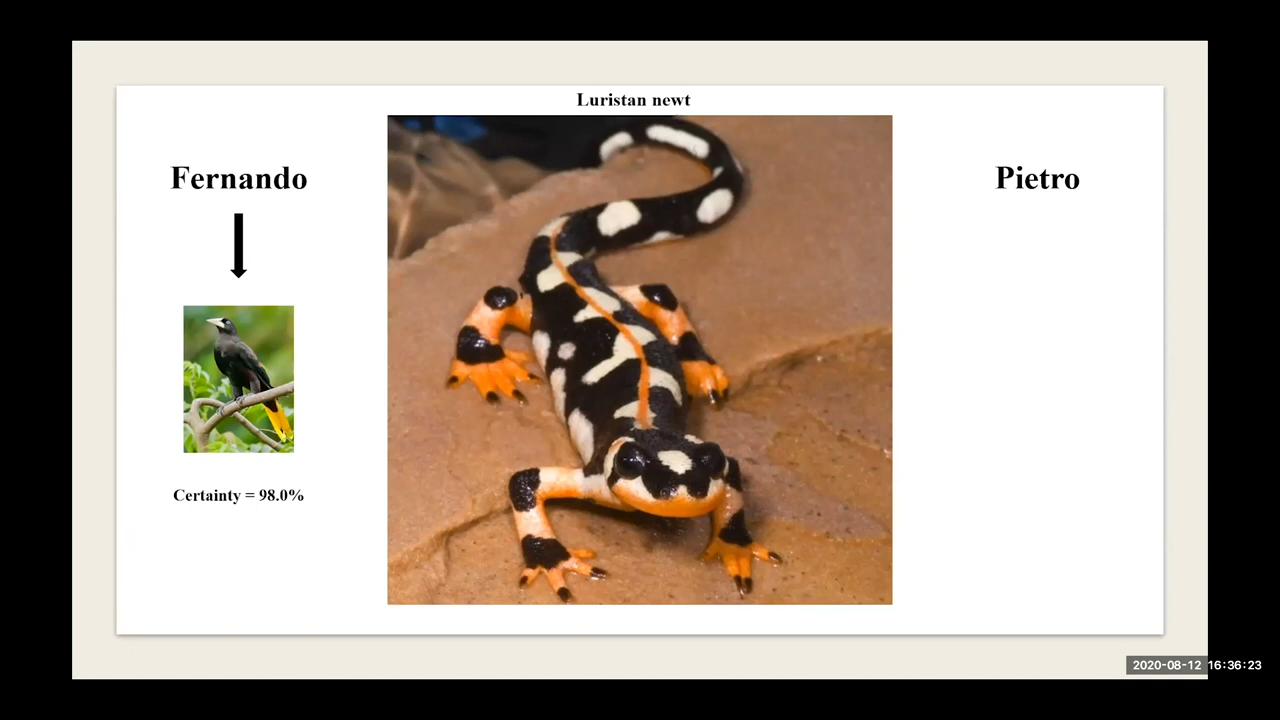 Luristan newt
Fernando
Pietro
Certainty = 98.0%
2020-08-12 16:36:23